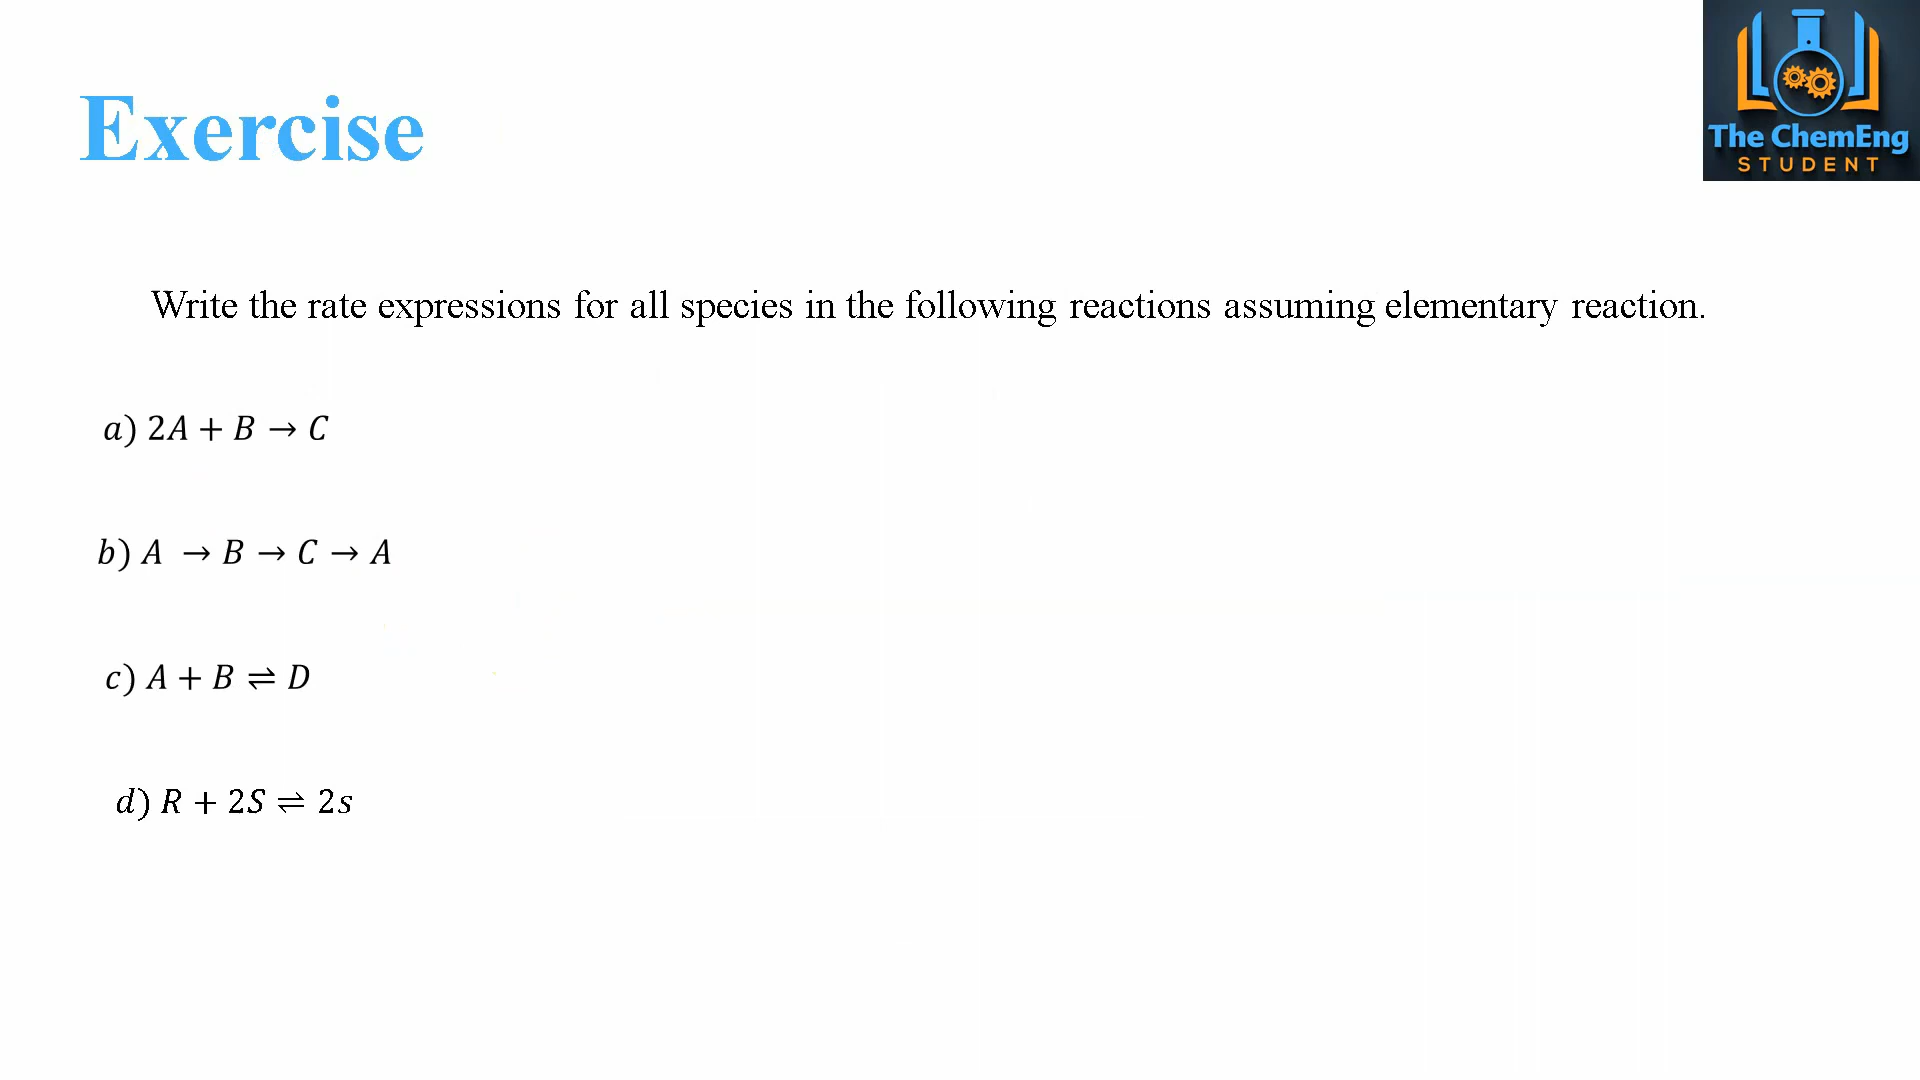 The ChemEng
STUDENT
Exercise
Write the rate expressions for all species in the following reactions assuming elementary reaction.
a) 2A + B → C
b) A → B → C → A
c) A + B ⇌ D
d) R + 2S ⇌ 2s